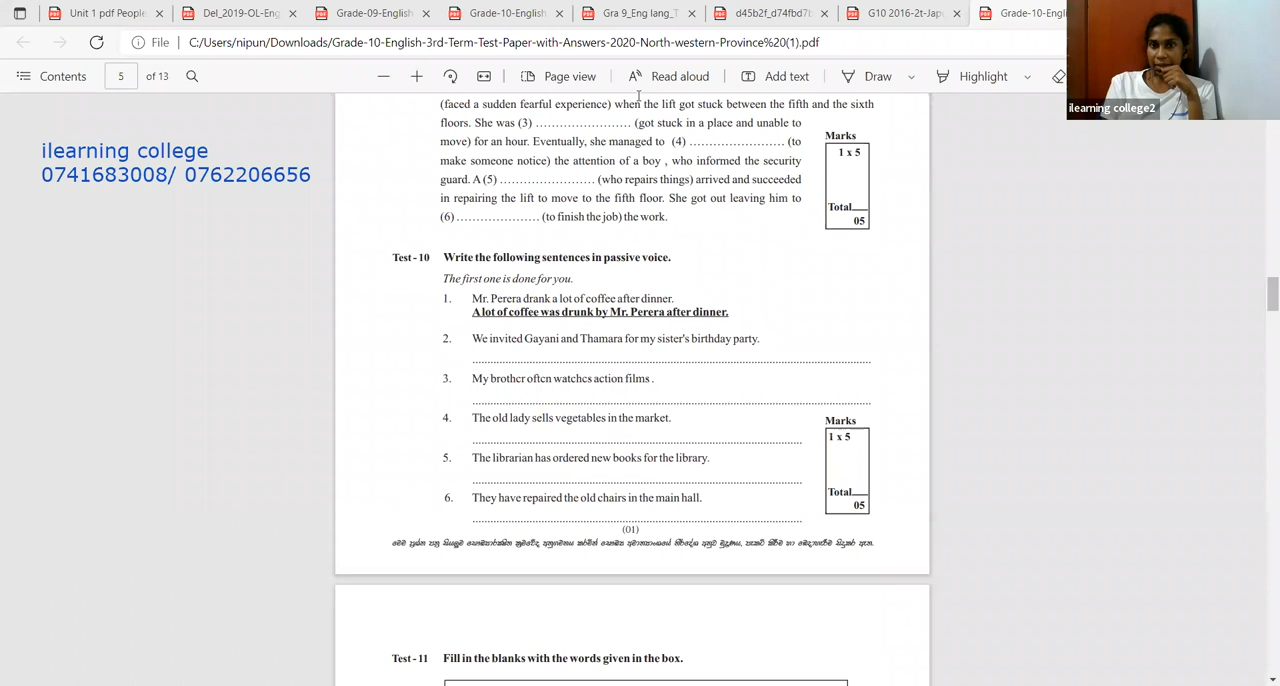 Unit 1 pdf People
Del_2019-OL-Eng
Grade-09-English
Grade-10-English
Gra 9_Eng lang_T
d45b2f_d74fbd7b
G10 2016-2t-Jap
Grade-10-Engl
File C:/Users/nipun/Downloads/Grade-10-English-3rd-Term-Test-Paper-with-Answers-2020-North-western-Province%20(1).pdf
Contents 5 of 13 Page view Read aloud Add text Draw Highlight
ilearning college2
ilearning college
0741683008/ 0762206656
(faced a sudden fearful experience) when the lift got stuck between the fifth and the sixth
floors. She was (3) ........................ (got stuck in a place and unable to
move) for an hour. Eventually, she managed to (4) ........................ (to
make someone notice) the attention of a boy , who informed the security
guard. A (5) ........................ (who repairs things) arrived and succeeded
in repairing the lift to move to the fifth floor. She got out leaving him to
(6) ..................... (to finish the job) the work.
Marks
1 x 5
Total
05
Test - 10 Write the following sentences in passive voice.
The first one is done for you.
1. Mr. Perera drank a lot of coffee after dinner.
A lot of coffee was drunk by Mr. Perera after dinner.
2. We invited Gayani and Thamara for my sister's birthday party.
3. My brother often watches action films .
4. The old lady sells vegetables in the market.
5. The librarian has ordered new books for the library.
6. They have repaired the old chairs in the main hall.
Marks
1 x 5
Total
05
(01)
Test - 11 Fill in the blanks with the words given in the box.